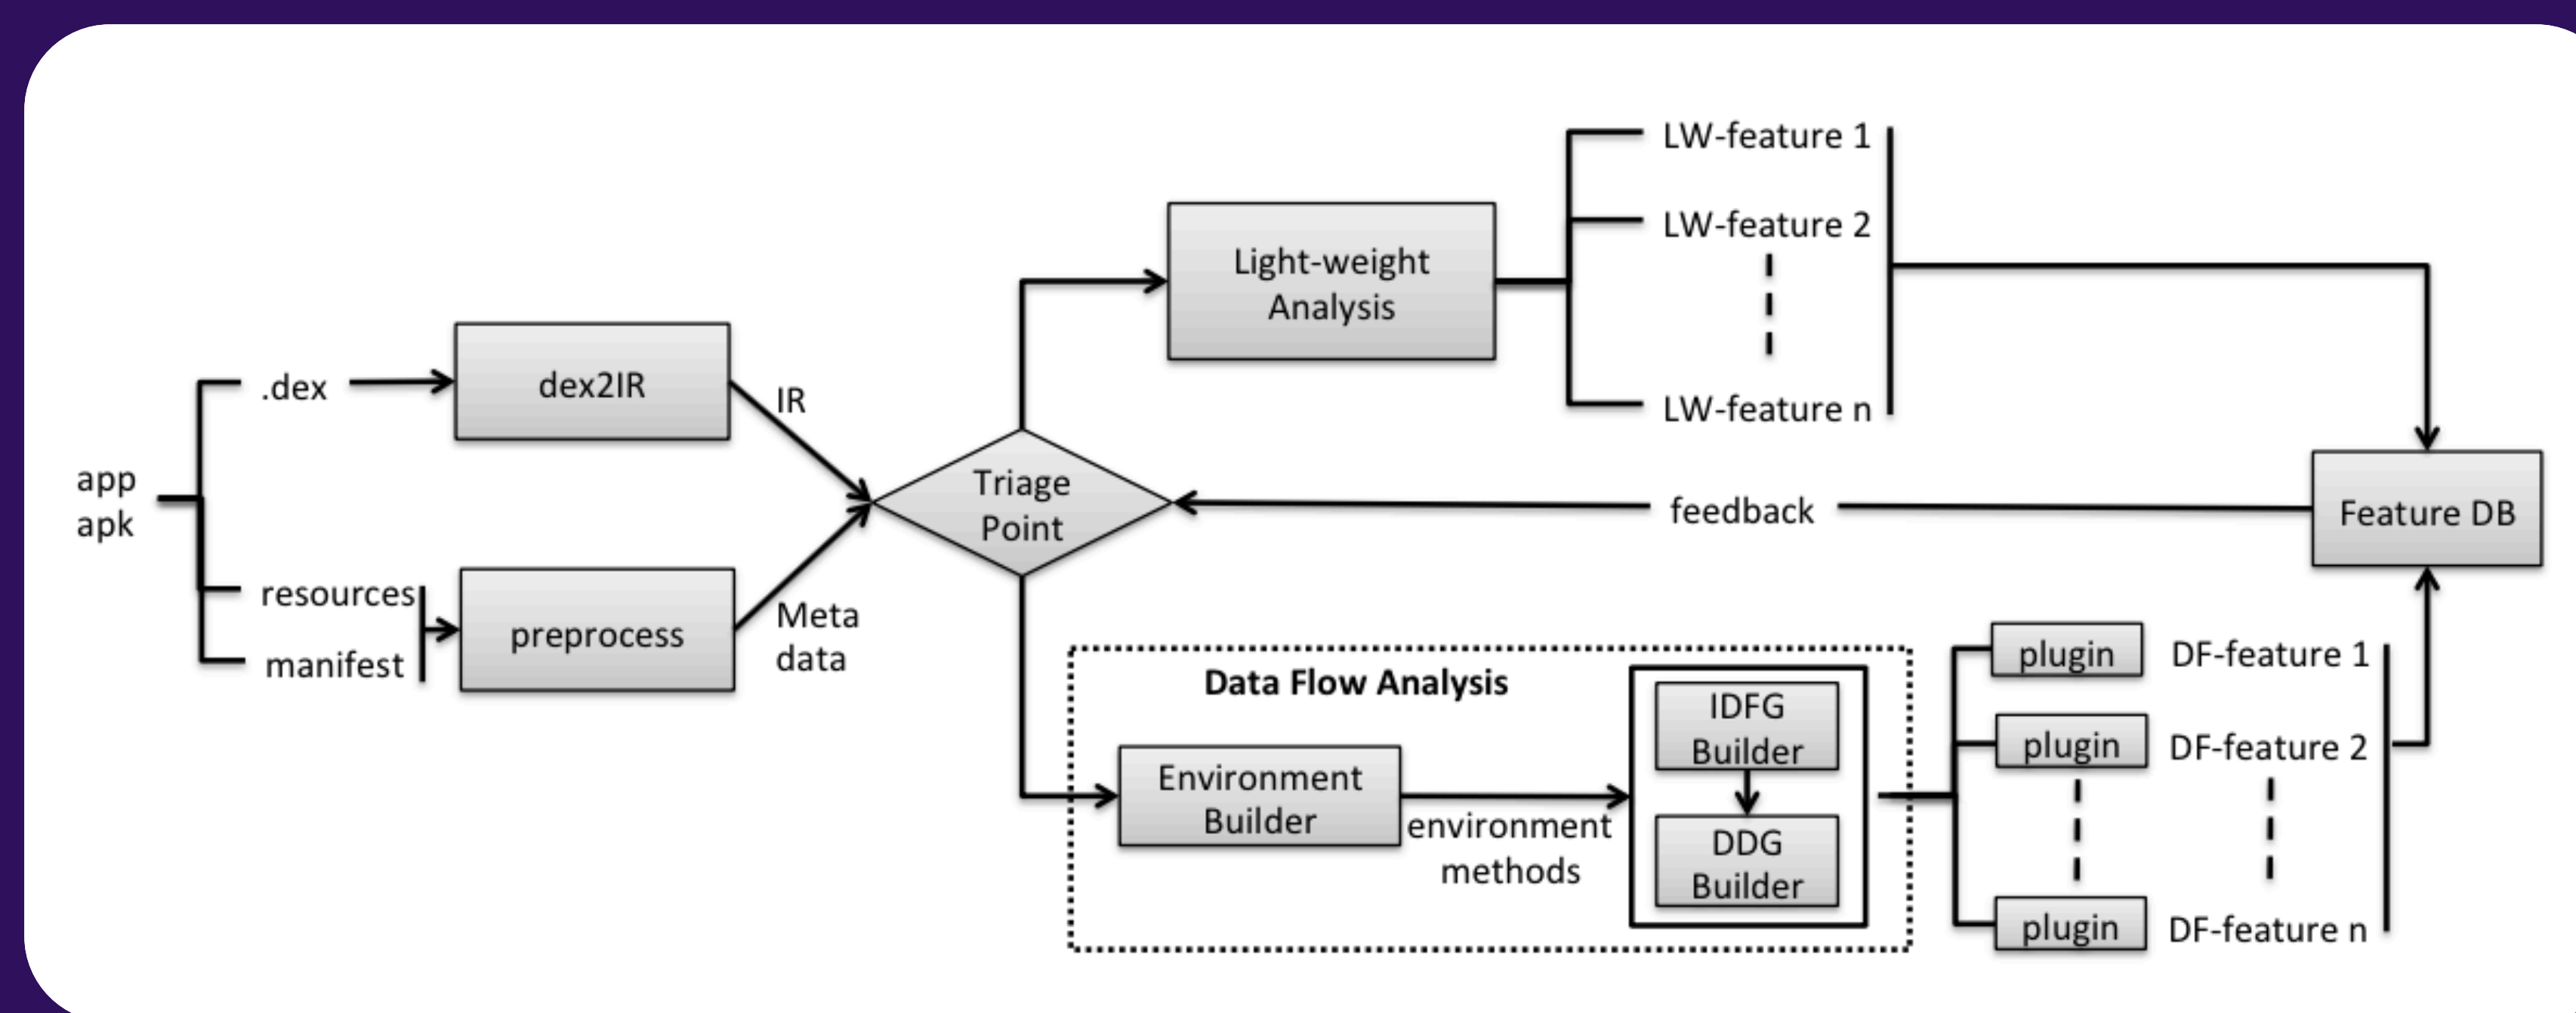 app
apk
.dex
resources
manifest
dex2IR
preprocess
IR
Meta
data
Triage
Point
Light-weight
Analysis
LW-feature 1
LW-feature 2
LW-feature n
feedback
Feature DB
Data Flow Analysis
Environment
Builder
environment
methods
IDFG
Builder
DDG
Builder
plugin DF-feature 1
plugin DF-feature 2
plugin DF-feature n